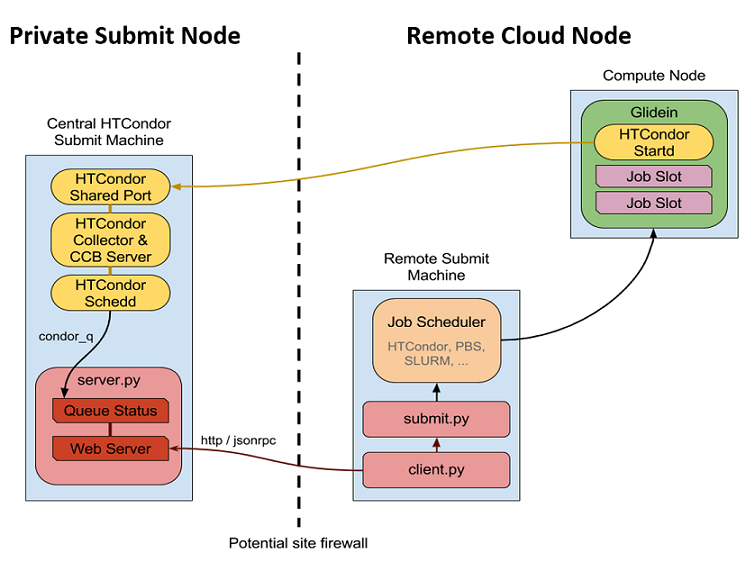 Private Submit Node
Remote Cloud Node
Central HTCondor
Submit Machine
HTCondor
Shared Port
HTCondor
Collector &
CCB Server
HTCondor
Schedd
condor_q
server.py
Queue Status
Web Server
http / jsonrpc
Potential site firewall
Compute Node
Glidein
HTCondor
Startd
Job Slot
Job Slot
Remote Submit
Machine
Job Scheduler
HTCondor, PBS,
SLURM, ...
submit.py
client.py